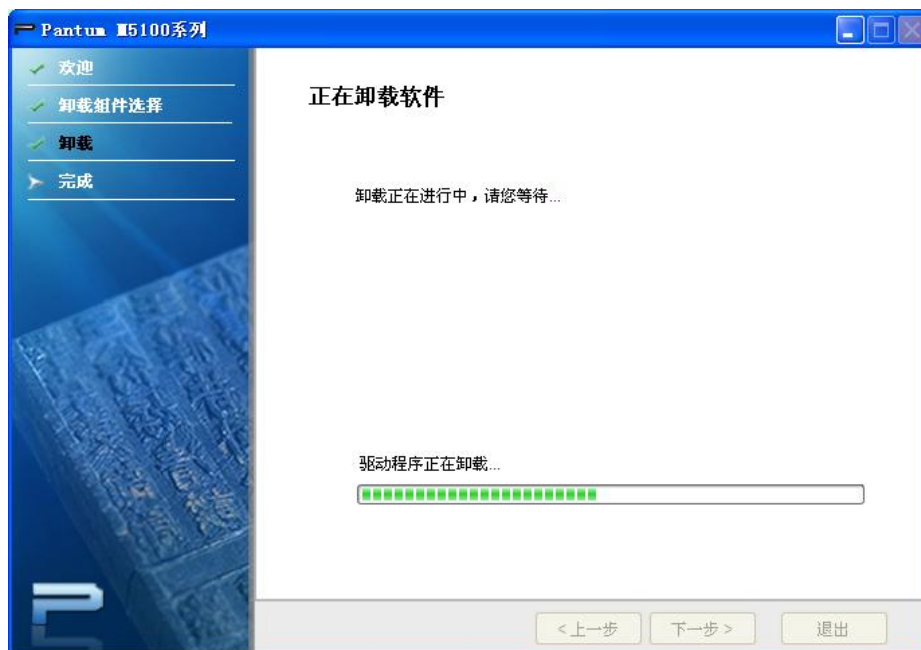 Pantum M5100系列
欢迎
卸载组件选择
卸载
完成
正在卸载软件
卸载正在进行中，请您等待...
驱动程序正在卸载...
<上一步
下一步>
退出